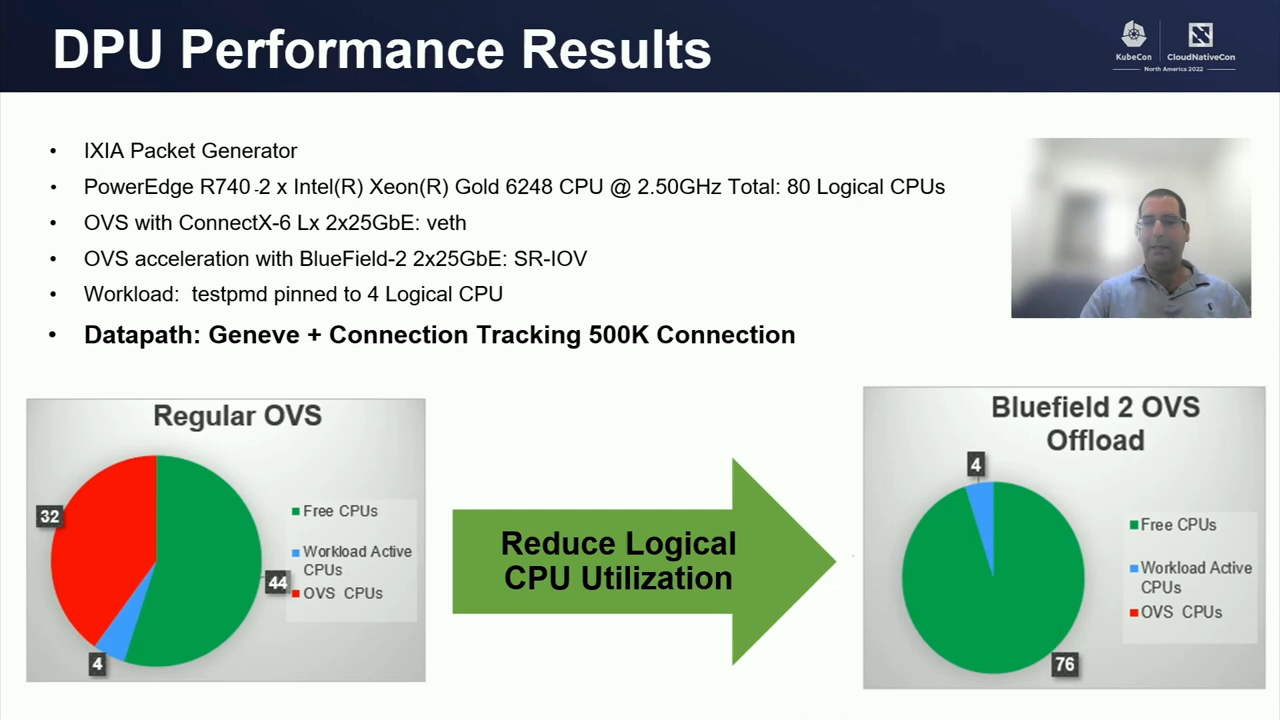 DPU Performance Results
KubeCon
CloudNativeCon
North America 2022
• IXIA Packet Generator
• PowerEdge R740 -2 x Intel(R) Xeon(R) Gold 6248 CPU @ 2.50GHz Total: 80 Logical CPUs
• OVS with ConnectX-6 Lx 2x25GbE: veth
• OVS acceleration with BlueField-2 2x25GbE: SR-IOV
• Workload: testpmd pinned to 4 Logical CPU
• Datapath: Geneve + Connection Tracking 500K Connection
Regular OVS
32
44
4
Free CPUs
Workload Active
CPUs
OVS CPUs
Reduce Logical
CPU Utilization
Bluefield 2 OVS
Offload
4
76
Free CPUs
Workload Active
CPUs
OVS CPUs